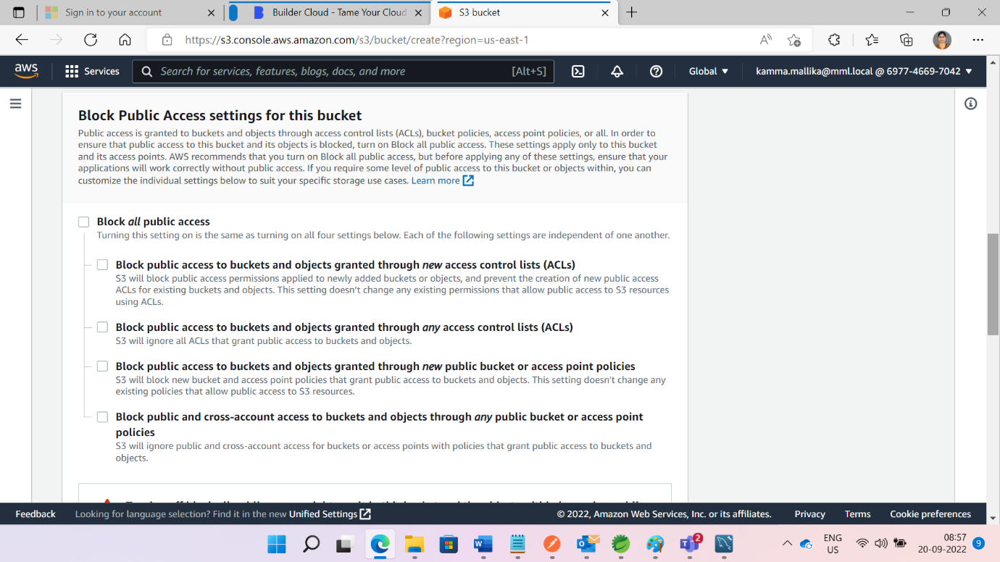 Sign in to your account
Builder Cloud - Tame Your Cloud
S3 bucket
https://s3.console.aws.amazon.com/s3/bucket/create?region=us-east-1
aws
Services
Search for services, features, blogs, docs, and more
[Alt+S]
Global
kamma.mallika@mml.local @ 6977-4669-7042
Block Public Access settings for this bucket
Public access is granted to buckets and objects through access control lists (ACLs), bucket policies, access point policies, or all. In order to
ensure that public access to this bucket and its objects is blocked, turn on Block all public access. These settings apply only to this bucket
and its access points. AWS recommends that you turn on Block all public access, but before applying any of these settings, ensure that your
applications will work correctly without public access. If you require some level of public access to this bucket or objects within, you can
customize the individual settings below to suit your specific storage use cases. Learn more
Block all public access
Turning this setting on is the same as turning on all four settings below. Each of the following settings are independent of one another.
Block public access to buckets and objects granted through new access control lists (ACLs)
S3 will block public access permissions applied to newly added buckets or objects, and prevent the creation of new public access
ACLs for existing buckets and objects. This setting doesn't change any existing permissions that allow public access to S3 resources
using ACLs.
Block public access to buckets and objects granted through any access control lists (ACLs)
S3 will ignore all ACLs that grant public access to buckets and objects.
Block public access to buckets and objects granted through new public bucket or access point policies
S3 will block new bucket and access point policies that grant public access to buckets and objects. This setting doesn't change any
existing policies that allow public access to S3 resources.
Block public and cross-account access to buckets and objects through any public bucket or access point
policies
S3 will ignore public and cross-account access for buckets or access points with policies that grant public access to buckets and
objects.
Feedback
Looking for language selection? Find it in the new Unified Settings
© 2022, Amazon Web Services, Inc. or its affiliates.
Privacy
Terms
Cookie preferences
2
ENG
US
08:57
20-09-2022
9